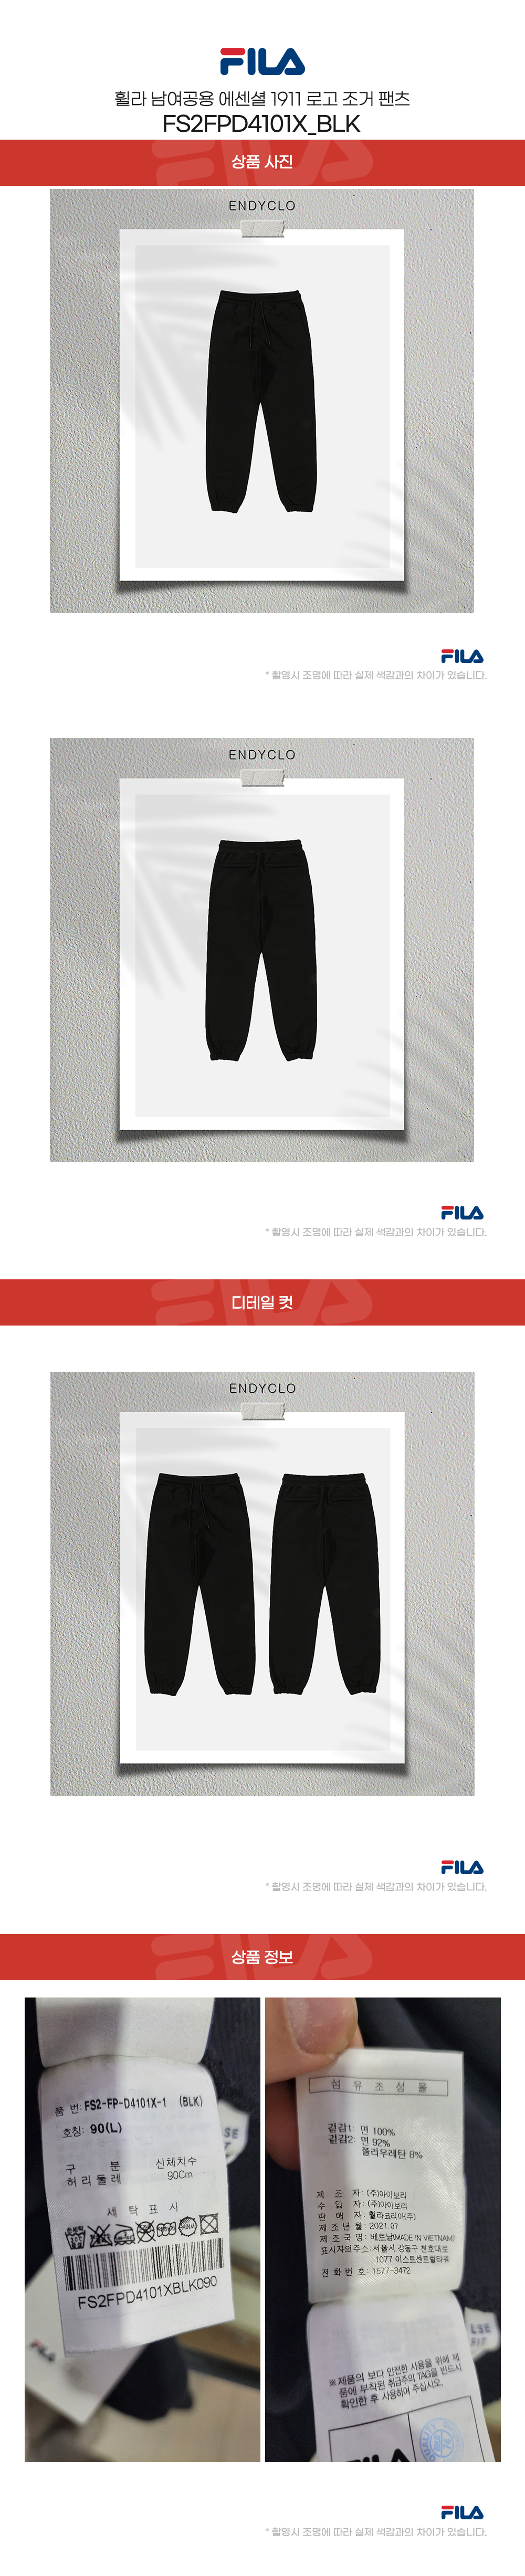 FILA
휠라 남여공용 에센셜 1911 로고 조거 팬츠
FS2FPD4101X_BLK
상품 사진
ENDYCLO
FILA
* 촬영시 조명에 따라 실제 색감과의 차이가 있습니다.
ENDYCLO
FILA
* 촬영시 조명에 따라 실제 색감과의 차이가 있습니다.
디테일 컷
ENDYCLO
FILA
* 촬영시 조명에 따라 실제 색감과의 차이가 있습니다.
상품 정보
품 번: FS2-FP-D4101X-1 (BLK)
호칭: 90(L)
구 분 신체치수
허리둘레 90Cm
세 탁 표 시
FS2FPD4101XBLK090
섬 유 조 성 율
겉감1: 면 100%
겉감2: 면 92%
폴리우레탄 8%
제 조 자: (주)아이보리
수 입 자: (주)아이보리
판 매 자: 휠라코리아(주)
제 조 년 월: 2021.07
제 조 국 명: 베트남(MADE IN VIETNAM)
표시자의주소: 서울시 강동구 천호대로
1077 이스트센트럴타워
전 화 번 호: 1577-3472
※ 제품의 보다 안전한 사용을 위해 제
품에 부착된 취급주의 TAG을 반드시
확인한 후 사용하여 주십시오.
FILA
* 촬영시 조명에 따라 실제 색감과의 차이가 있습니다.